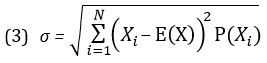 (3) σ = √( ∑_{i=1}^{N} (X_i − E(X))^2 P(X_i) )